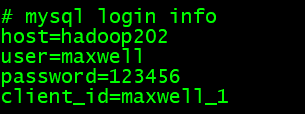 # mysql login info
host=hadoop202
user=maxwell
password=123456
client_id=maxwell_1